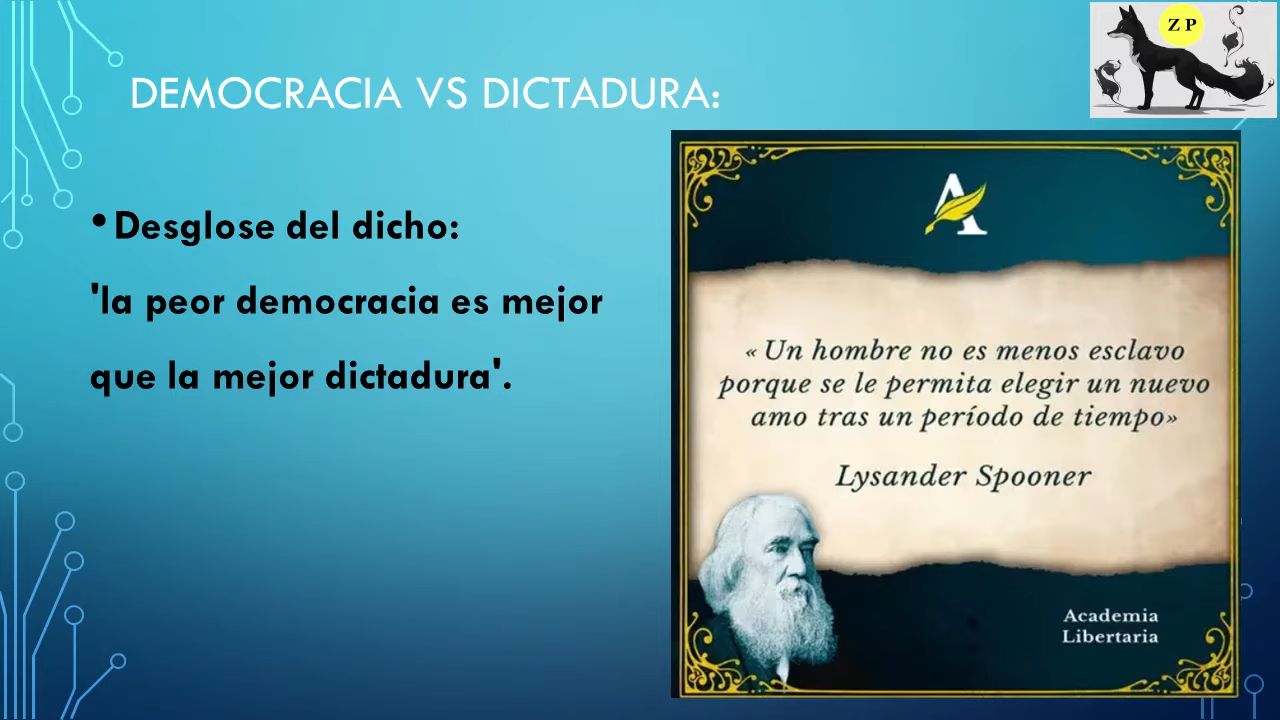 Z P
DEMOCRACIA VS DICTADURA:
• Desglose del dicho:
'la peor democracia es mejor
que la mejor dictadura'.
A
« Un hombre no es menos esclavo
porque se le permita elegir un nuevo
amo tras un período de tiempo»
Lysander Spooner
Academia
Libertaria